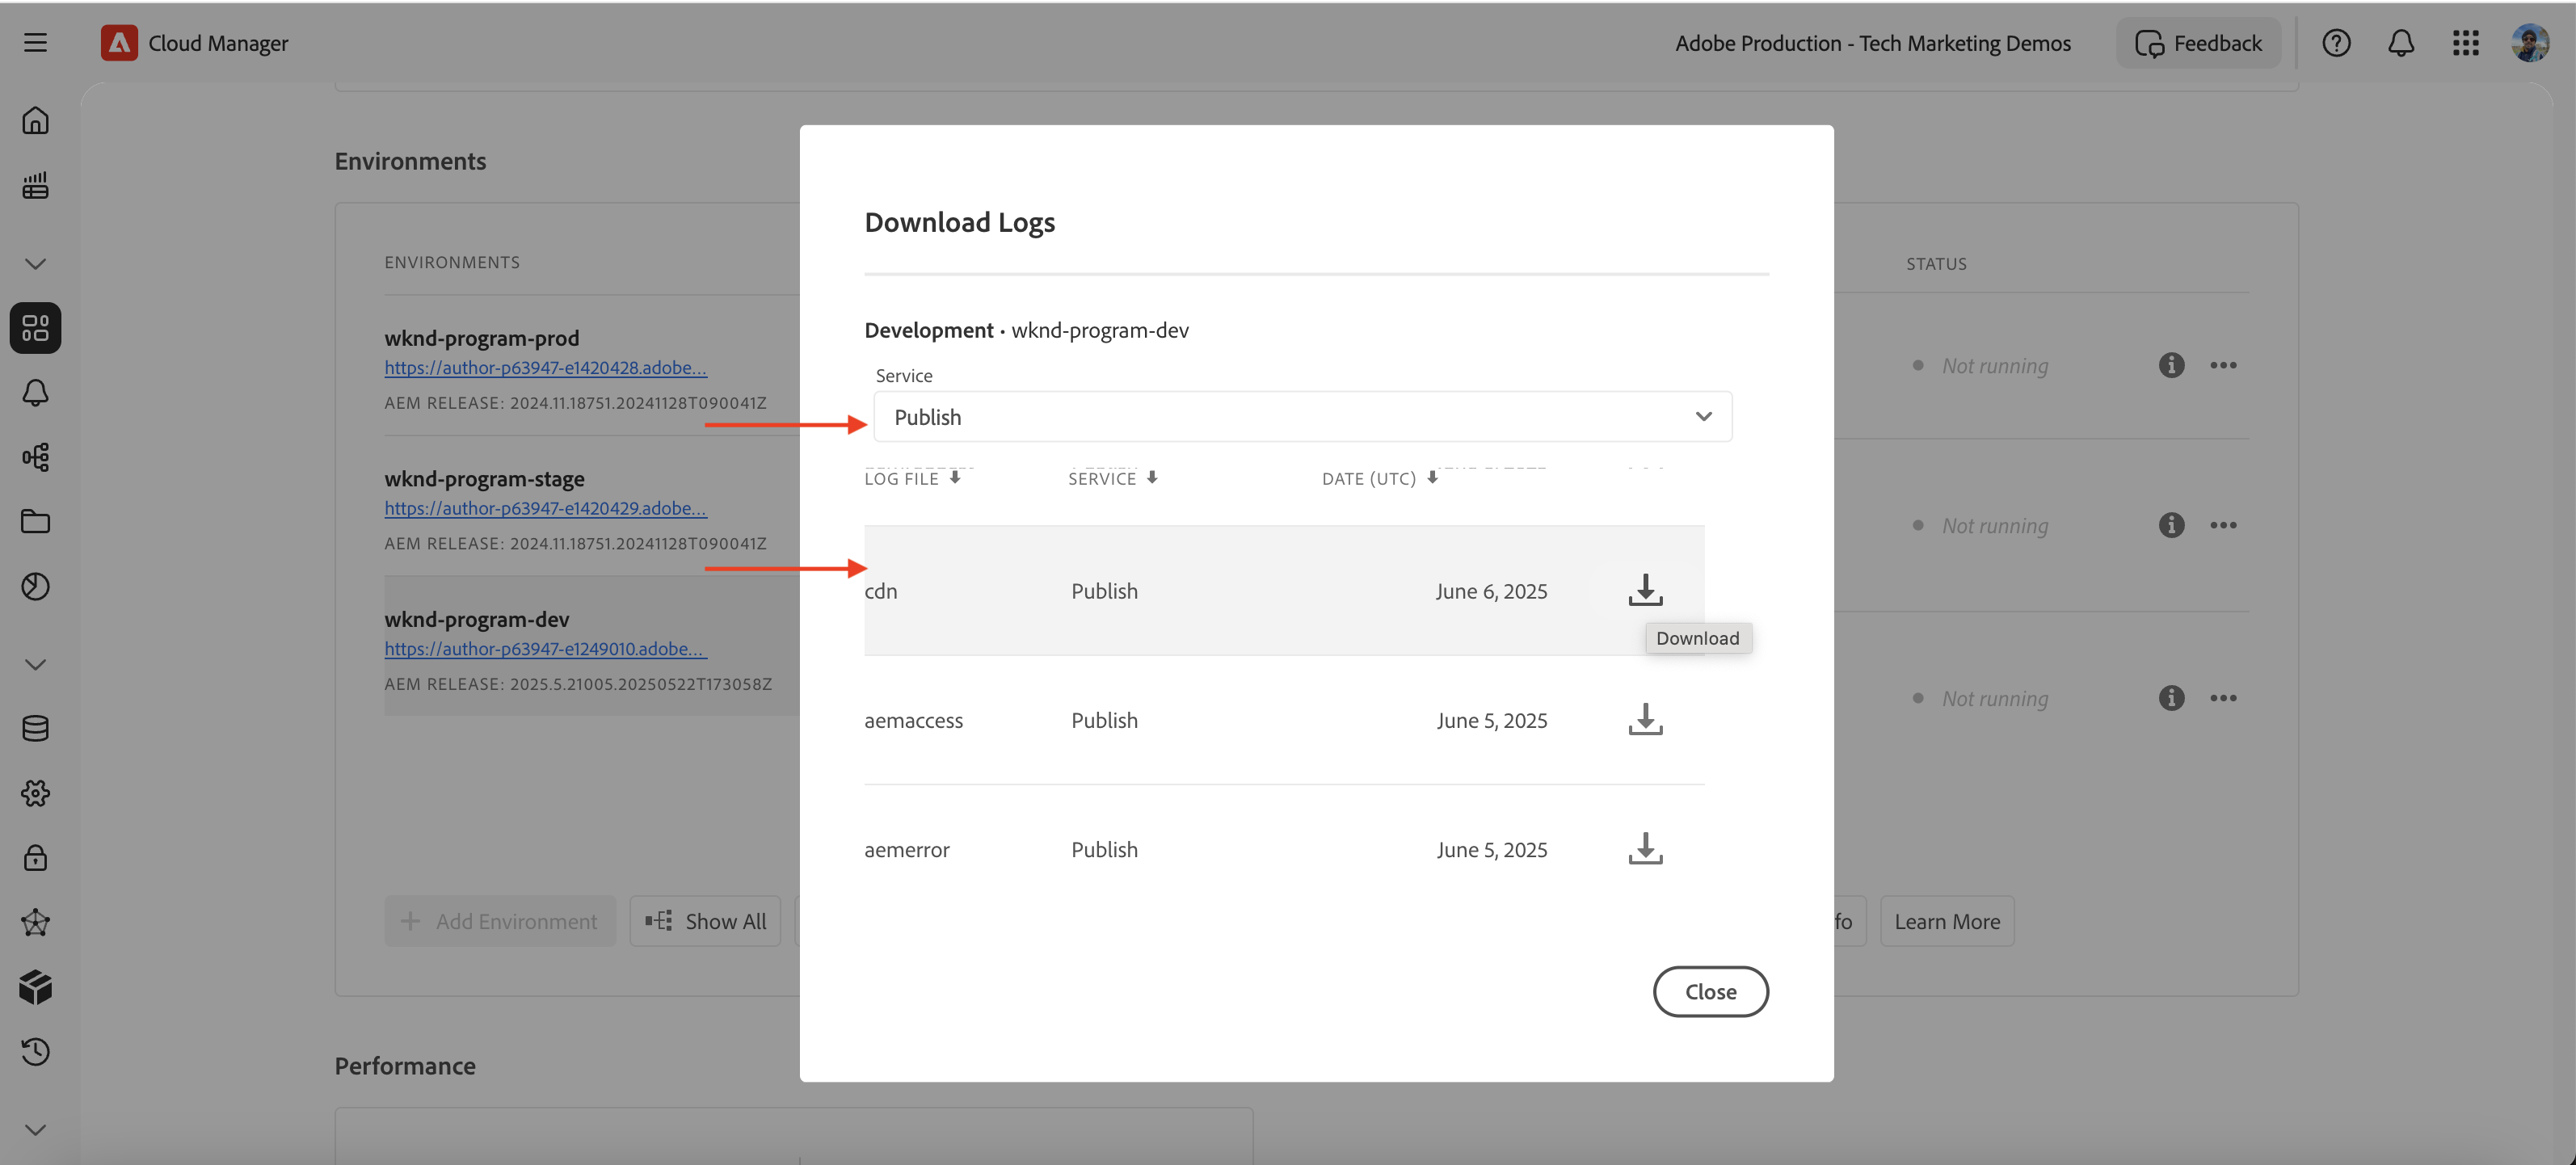 Cloud Manager
Adobe Production - Tech Marketing Demos
Feedback
Environments
ENVIRONMENTS
STATUS
wknd-program-prod
https://author-p63947-e1420428.adobe...
AEM RELEASE: 2024.11.18751.20241128T090041Z
Not running
wknd-program-stage
https://author-p63947-e1420429.adobe...
AEM RELEASE: 2024.11.18751.20241128T090041Z
Not running
wknd-program-dev
https://author-p63947-e1249010.adobe...
AEM RELEASE: 2025.5.21005.20250522T173058Z
Not running
Add Environment
Show All
fo
Learn More
Performance
Download Logs
Development • wknd-program-dev
Service
Publish
LOG FILE SERVICE DATE (UTC)
cdn Publish June 6, 2025
Download
aemaccess Publish June 5, 2025
aemerror Publish June 5, 2025
Close